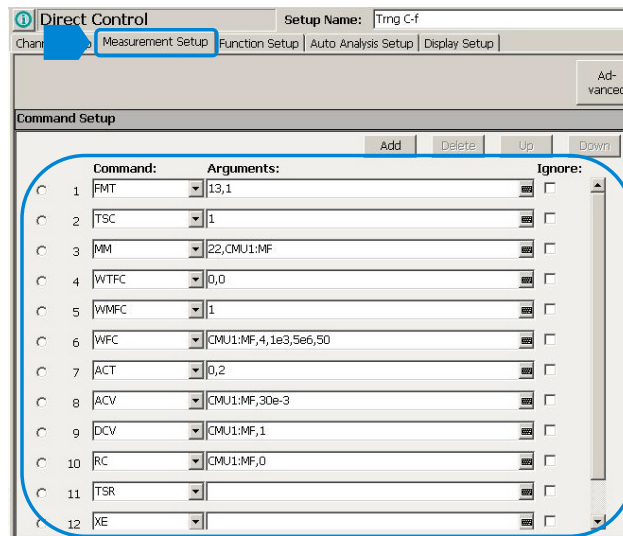 Direct Control Setup Name: Trng C-f
Measurement Setup Function Setup Auto Analysis Setup Display Setup
Ad-
vanced
Command Setup
Add Delete Up Down
Command: Arguments: Ignore:
1 FMT 13,1
2 TSC 1
3 MM 22,CMU1:MF
4 WTFC 0,0
5 WMFC 1
6 WFC CMU1:MF,4,1e3,5e6,50
7 ACT 0,2
8 ACV CMU1:MF,30e-3
9 DCV CMU1:MF,1
10 RC CMU1:MF,0
11 TSR
12 XE